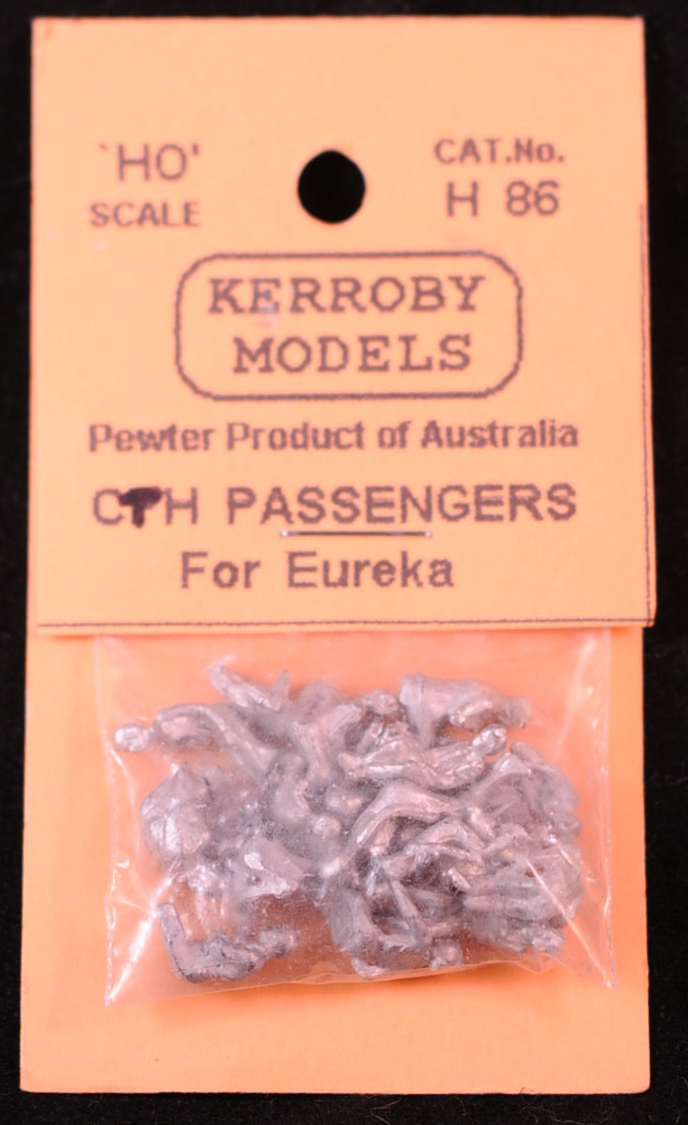 `HO'
SCALE
CAT.No.
H 86
KERROBY
MODELS
Pewter Product of Australia
CTH PASSENGERS
For Eureka